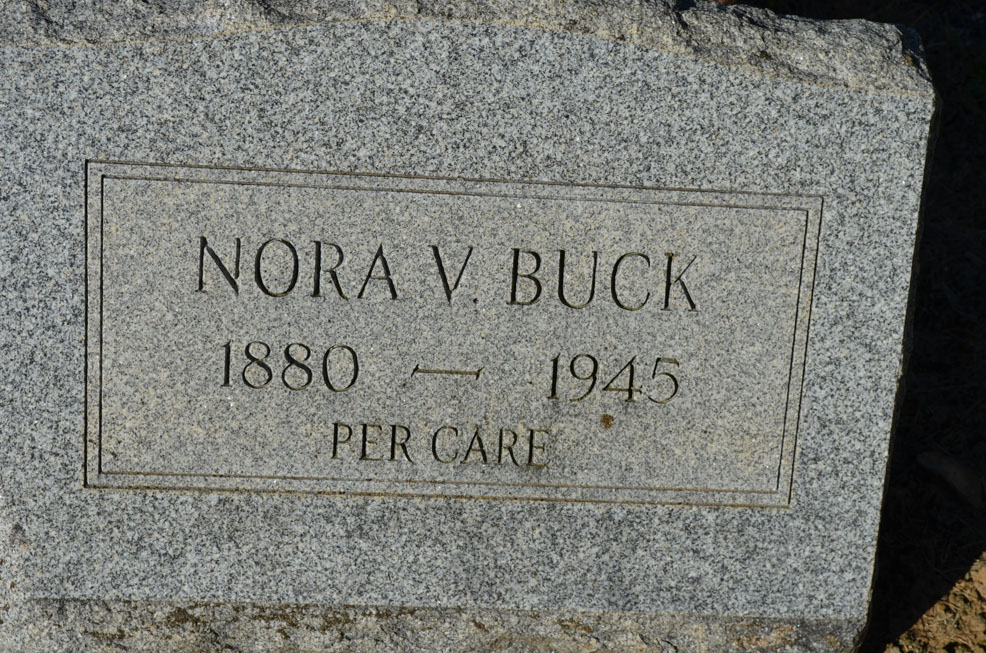 NORA V. BUCK
1880 — 1945
PER CARE